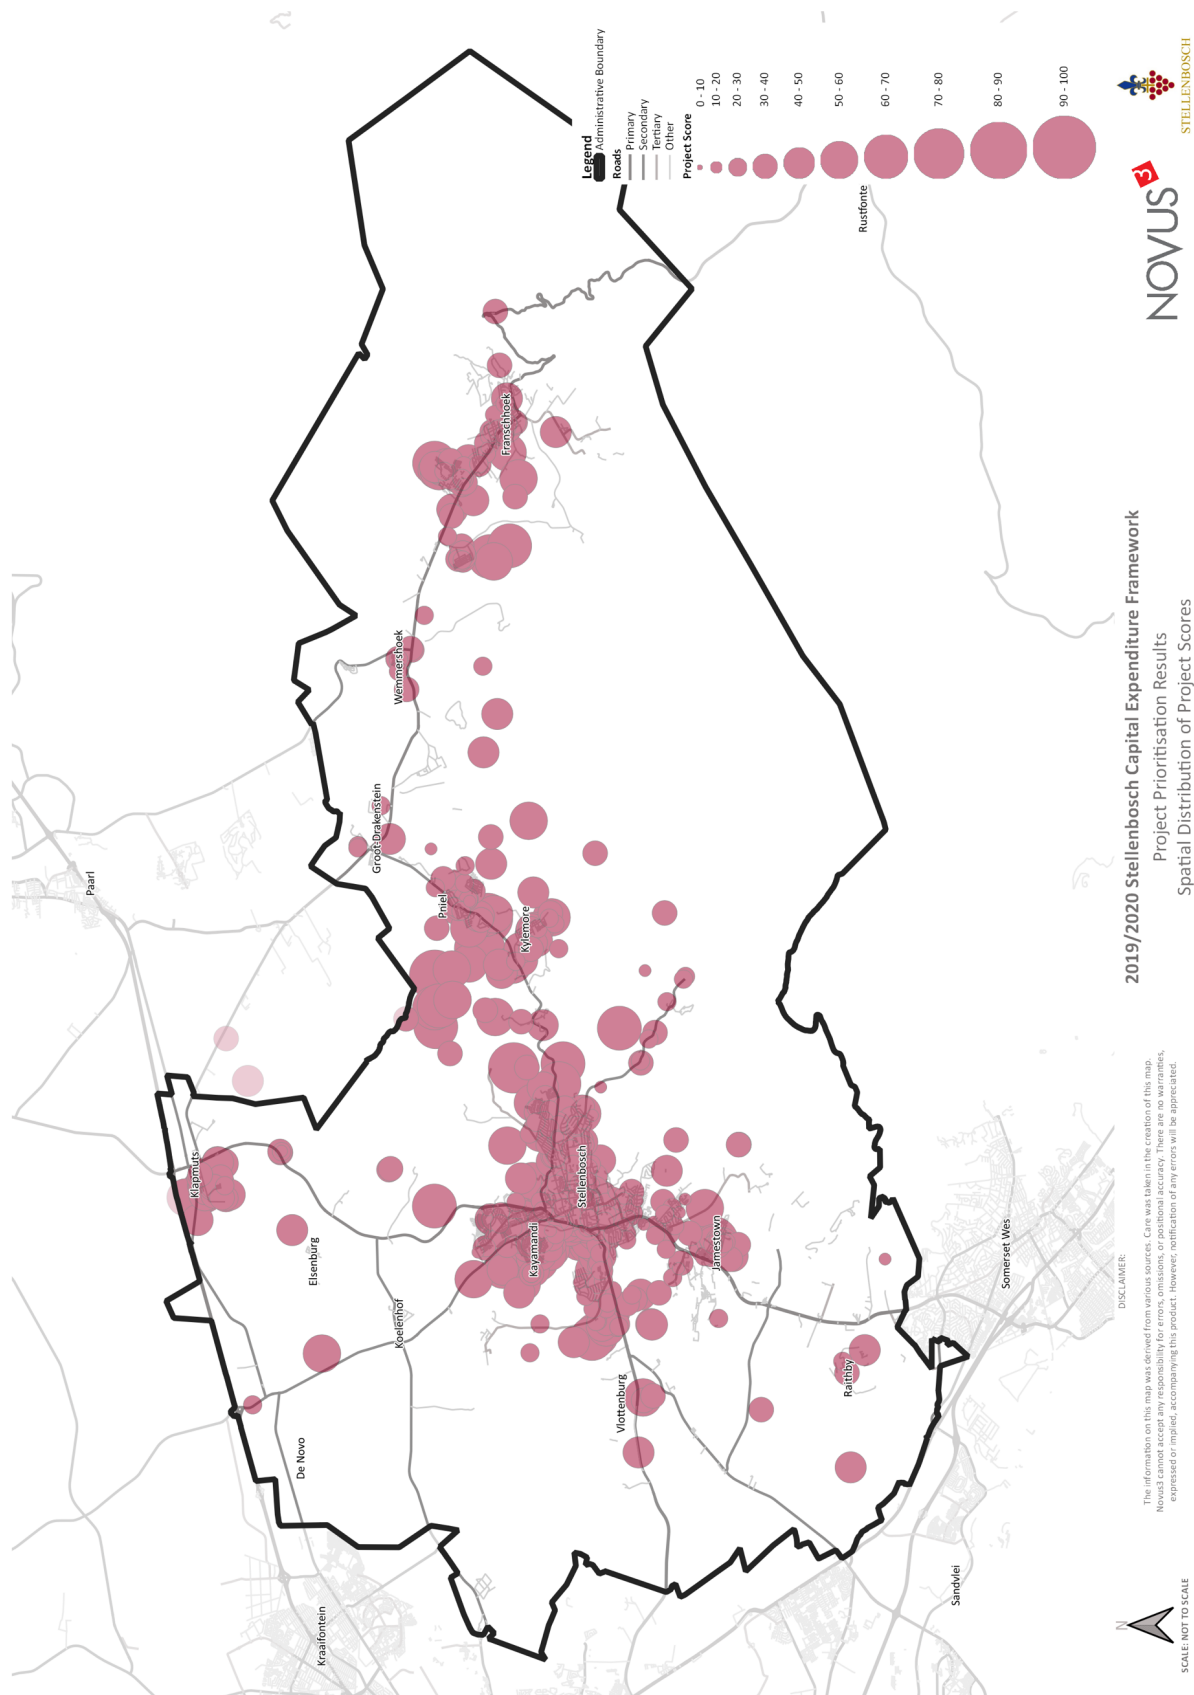 Paarl
Klapmuts
Elsenburg
De Novo
Koelenhof
Kraaifontein
Groot Drakenstein
Wemmershoek
Franschhoek
Pniel
Kylemore
Kayamandi
Stellenbosch
Vlottenburg
Jamestown
Raithby
Somerset Wes
Sandvlei
Rustfonte
Legend
Administrative Boundary
Roads
Primary
Secondary
Tertiary
Other
Project Score
0 - 10
10 - 20
20 - 30
30 - 40
40 - 50
50 - 60
60 - 70
70 - 80
80 - 90
90 - 100
N
SCALE: NOT TO SCALE
DISCLAIMER:
The information on this map was derived from various sources. Care was taken in the creation of this map.
Novus3 cannot accept any responsibility for errors, omissions, or positional accuracy. There are no warranties,
expressed or implied, accompanying this product. However, notification of any errors will be appreciated.
2019/2020 Stellenbosch Capital Expenditure Framework
Project Prioritisation Results
Spatial Distribution of Project Scores
NOVUS3
STELLENBOSCH